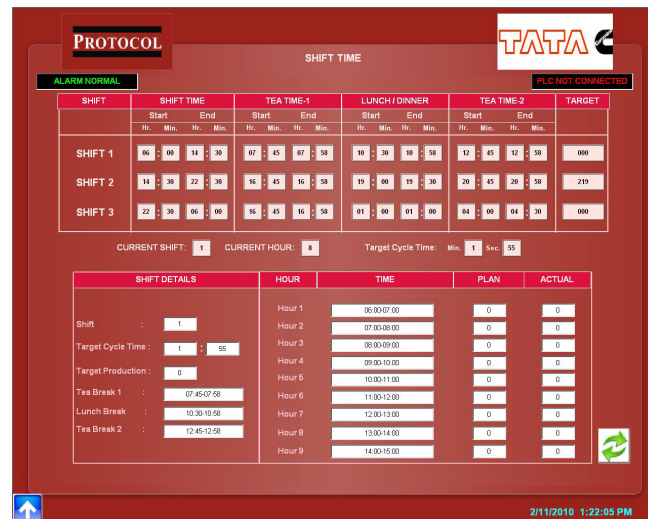 PROTOCOL
TATA
SHIFT TIME
ALARM NORMAL
PLC NOT CONNECTED
SHIFT SHIFT TIME TEA TIME-1 LUNCH / DINNER TEA TIME-2 TARGET
Start End Start End Start End Start End
Hr. Min. Hr. Min. Hr. Min. Hr. Min. Hr. Min. Hr. Min. Hr. Min. Hr. Min.
SHIFT 1 06 : 00 14 : 30 07 : 45 07 : 58 10 : 30 10 : 58 12 : 45 12 : 58 000
SHIFT 2 14 : 30 22 : 30 16 : 45 16 : 58 19 : 00 19 : 30 20 : 45 20 : 58 219
SHIFT 3 22 : 30 06 : 00 16 : 45 16 : 58 01 : 00 01 : 00 04 : 00 04 : 30 000
CURRENT SHIFT: 1 CURRENT HOUR: 8 Target Cycle Time: Min. 1 Sec. 55
SHIFT DETAILS HOUR TIME PLAN ACTUAL
Shift : 1
Target Cycle Time : 1 : 55
Target Production : 0
Tea Break 1 : 07:45-07:58
Lunch Break : 10:30-10:58
Tea Break 2 : 12:45-12:58
Hour 1 06:00-07:00 0 0
Hour 2 07:00-08:00 0 0
Hour 3 08:00-09:00 0 0
Hour 4 09:00-10:00 0 0
Hour 5 10:00-11:00 0 0
Hour 6 11:00-12:00 0 0
Hour 7 12:00-13:00 0 0
Hour 8 13:00-14:00 0 0
Hour 9 14:00-15:00 0 0
2/11/2010 1:22:05 PM